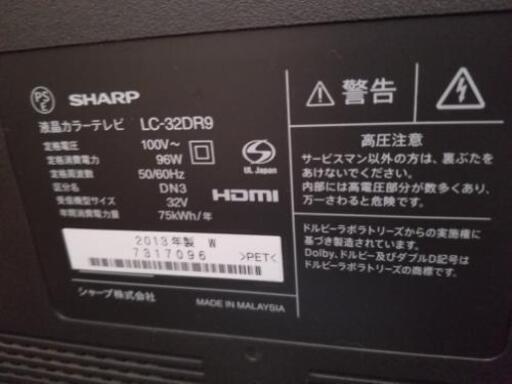 PSE
SHARP
液晶カラーテレビ LC-32DR9
定格電圧 100V～
定格消費電力 96W
定格周波数 50/60Hz
区分名 DN3
受信機型サイズ 32V
年間消費電力量 75kWh/年
UL Japan
HDMI
2013年製 W
7317096
>PET<
シャープ株式会社
MADE IN MALAYSIA
警告
高圧注意
サービスマン以外の方は、裏ぶたを
あけないでください。
内部には高電圧部分が数多くあり、
万一さわると危険です。
ドルビーラボラトリーズからの実施権に
基づき製造されています。
Dolby、ドルビー及びダブルD記号は
ドルビーラボラトリーズの商標です。